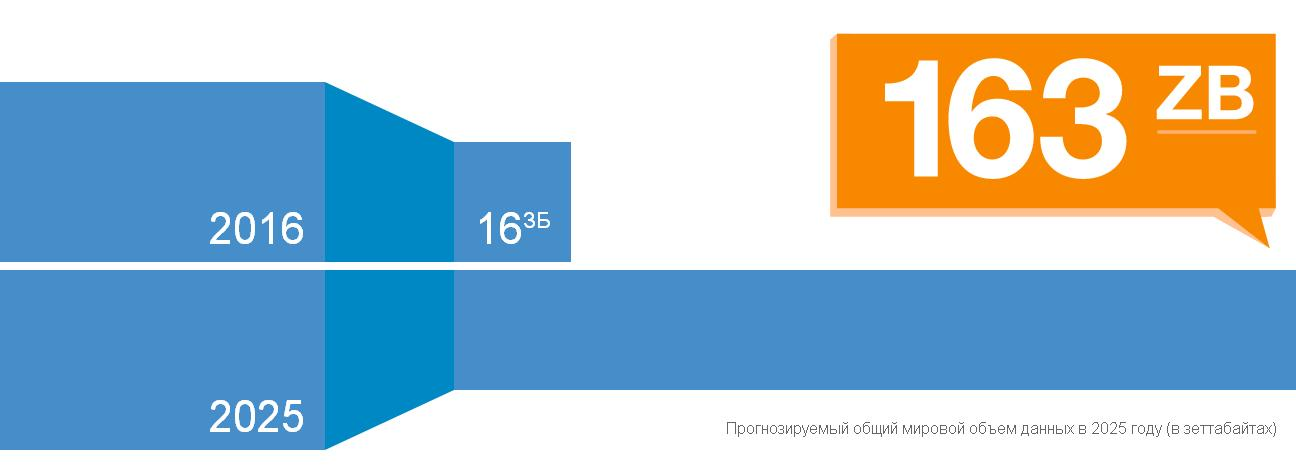 163 ZB
2016
16ЗБ
2025
Прогнозируемый общий мировой объем данных в 2025 году (в зеттабайтах)